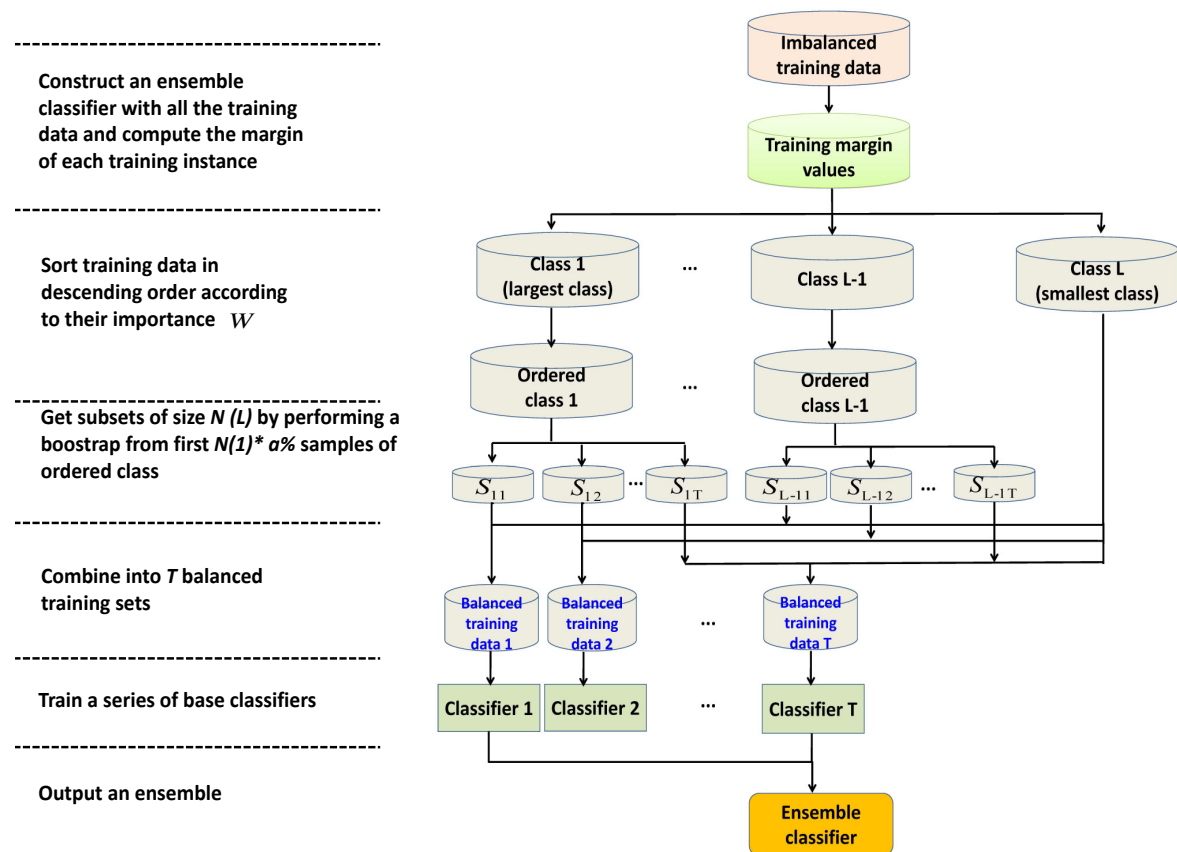 Construct an ensemble
classifier with all the training
data and compute the margin
of each training instance
Sort training data in
descending order according
to their importance W
Get subsets of size N (L) by performing a
boostrap from first N(1)* a% samples of
ordered class
Combine into T balanced
training sets
Train a series of base classifiers
Output an ensemble
Imbalanced
training data
Training margin
values
Class 1
(largest class)
...
Class L-1
Class L
(smallest class)
Ordered
class 1
...
Ordered
class L-1
S11
S12
...
S1T
SL-11
SL-12
...
SL-1T
Balanced
training
data 1
Balanced
training
data 2
...
Balanced
training
data T
Classifier 1
Classifier 2
...
Classifier T
Ensemble
classifier